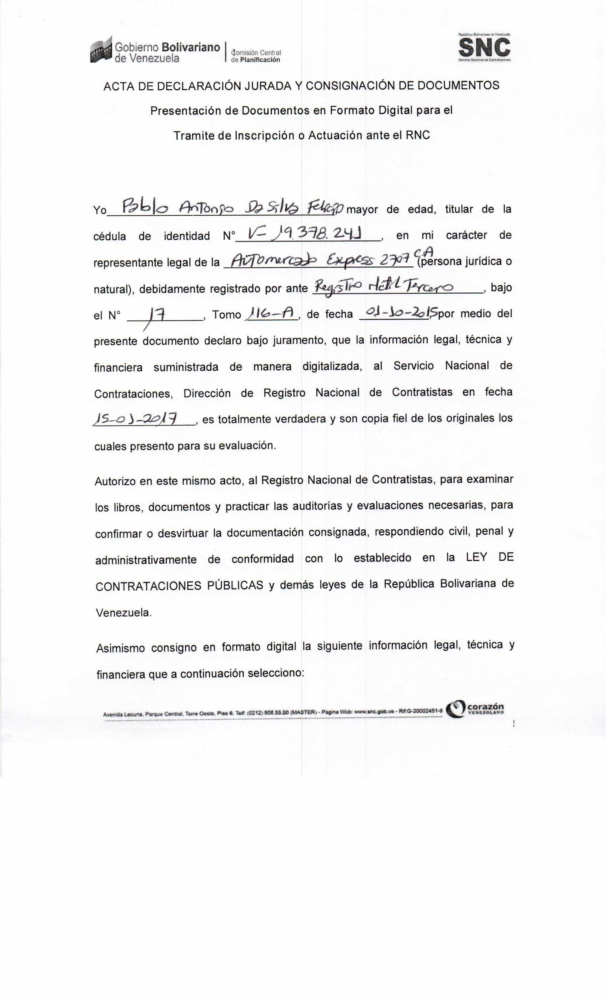 Gobierno Bolivariano
de Venezuela
Comisión Central
de Planificación
República Bolivariana de Venezuela
SNC
Servicio Nacional de Contrataciones
ACTA DE DECLARACIÓN JURADA Y CONSIGNACIÓN DE DOCUMENTOS
Presentación de Documentos en Formato Digital para el
Tramite de Inscripción o Actuación ante el RNC
Yo Pablo Antonio Da Silva mayor de edad, titular de la
cédula de identidad N° V- 19.378.241, en mi carácter de
representante legal de la Automercado Express 2707 CA (persona jurídica o
natural), debidamente registrado por ante Registro Tercero, bajo
el N° 17, Tomo 116-A, de fecha 01-10-2015 por medio del
presente documento declaro bajo juramento, que la información legal, técnica y
financiera suministrada de manera digitalizada, al Servicio Nacional de
Contrataciones, Dirección de Registro Nacional de Contratistas en fecha
15-01-2017, es totalmente verdadera y son copia fiel de los originales los
cuales presento para su evaluación.
Autorizo en este mismo acto, al Registro Nacional de Contratistas, para examinar
los libros, documentos y practicar las auditorías y evaluaciones necesarias, para
confirmar o desvirtuar la documentación consignada, respondiendo civil, penal y
administrativamente de conformidad con lo establecido en la LEY DE
CONTRATACIONES PÚBLICAS y demás leyes de la República Bolivariana de
Venezuela.
Asimismo consigno en formato digital la siguiente información legal, técnica y
financiera que a continuación selecciono:
Avenida Lecuna, Parque Central, Torre Oeste, Piso 6, Telf: (0212) 508.55.00 (MASTER) - Página Web: www.snc.gob.ve - Rif:G-20002451-8
corazón
VENEZOLANO